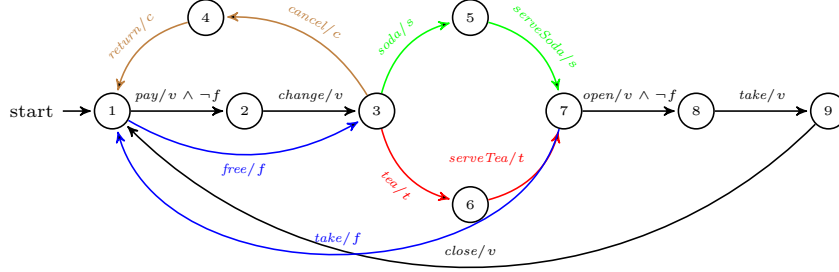 4
5
return/c
cancel/c
soda/s
serveSoda/s
start
1
pay/v ∧ ¬f
2
change/v
3
7
open/v ∧ ¬f
8
take/v
9
free/f
tea/t
serveTea/t
6
take/f
close/v